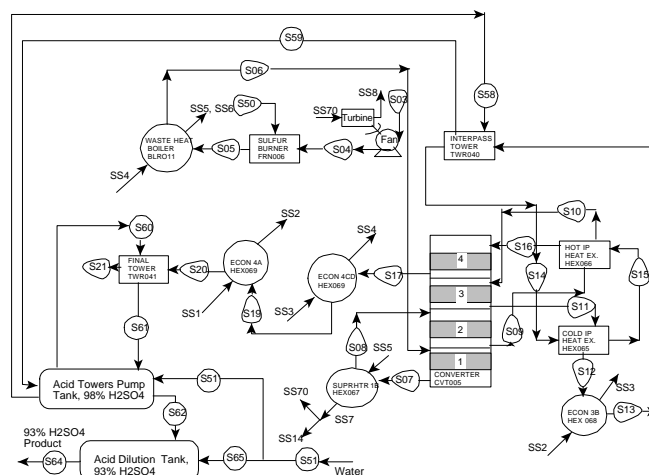 S59
S06
SS8
S03
S58
SS5, SS6
S50
SS70
Turbine
Fan
WASTE HEAT
BOILER
BLRO11
S05
SULFUR
BURNER
FRN006
S04
INTERPASS
TOWER
TWR040
SS4
S10
S60
SS2
SS4
S16
HOT IP
HEAT EX.
HEX066
S21
FINAL
TOWER
TWR041
S20
ECON 4A
HEX069
ECON 4CD
HEX069
S17
4
S14
S15
3
SS1
S19
SS3
S11
S61
2
S09
COLD IP
HEAT EX.
HEX065
S08
SS5
1
S12
Acid Towers Pump
Tank, 98% H2SO4
S51
SUPRHTR 1B
HEX067
S07
CONVERTER
CVT005
SS3
SS70
S62
SS7
ECON 3B
HEX 068
S13
SS14
93% H2SO4
Product
S64
Acid Dilution Tank,
93% H2SO4
S65
S51
Water
SS2